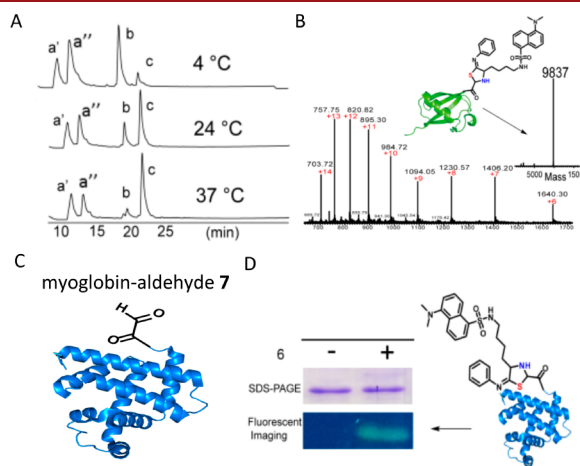 A
a'
a''
b
c
4 °C
b
c
a'
a''
24 °C
b
c
a'
a''
37 °C
b
10 15 20 25 (min)
B
N
O
S
O
NH
N
S
NH
O
9837
5000 Mass 15
757.75
+13
820.82
+12
895.30
+11
984.72
+10
703.72
+14
1094.05
+9
1230.57
+8
1406.20
+7
1640.30
+6
700 800 900 1000 1100 1200 1300 1400 1500 1600 1700
C
myoglobin-aldehyde 7
H
O
O
D
6 - +
SDS-PAGE
Fluorescent
Imaging
N
O
S
O
N
H
NH
N
S
O